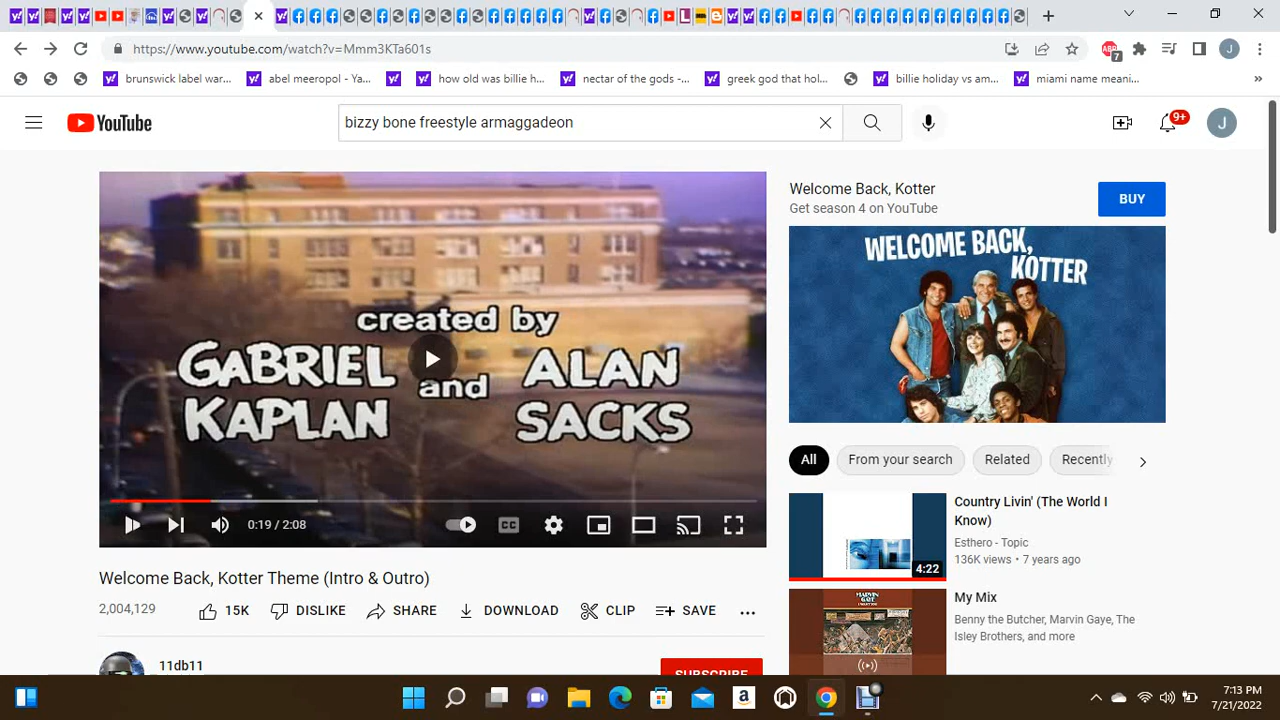 https://www.youtube.com/watch?v=Mmm3KTa601s
ABP
7
J
brunswick label war...
abel meeropol - Ya...
how old was billie h...
nectar of the gods -...
greek god that hol...
billie holiday vs am...
miami name meani...
YouTube
bizzy bone freestyle armaggadeon
9+
J
created by
GABRIEL KAPLAN
and
ALAN SACKS
0:19 / 2:08
CC
Welcome Back, Kotter
Get season 4 on YouTube
BUY
WELCOME BACK,
KOTTER
All
From your search
Related
Recently
Country Livin' (The World I
Know)
Esthero - Topic
136K views • 7 years ago
4:22
My Mix
Benny the Butcher, Marvin Gaye, The
Isley Brothers, and more
MARVIN
GAYE
Welcome Back, Kotter Theme (Intro & Outro)
2,004,129
15K
DISLIKE
SHARE
DOWNLOAD
CLIP
SAVE
11db11
SUBSCRIBE
7:13 PM
7/21/2022